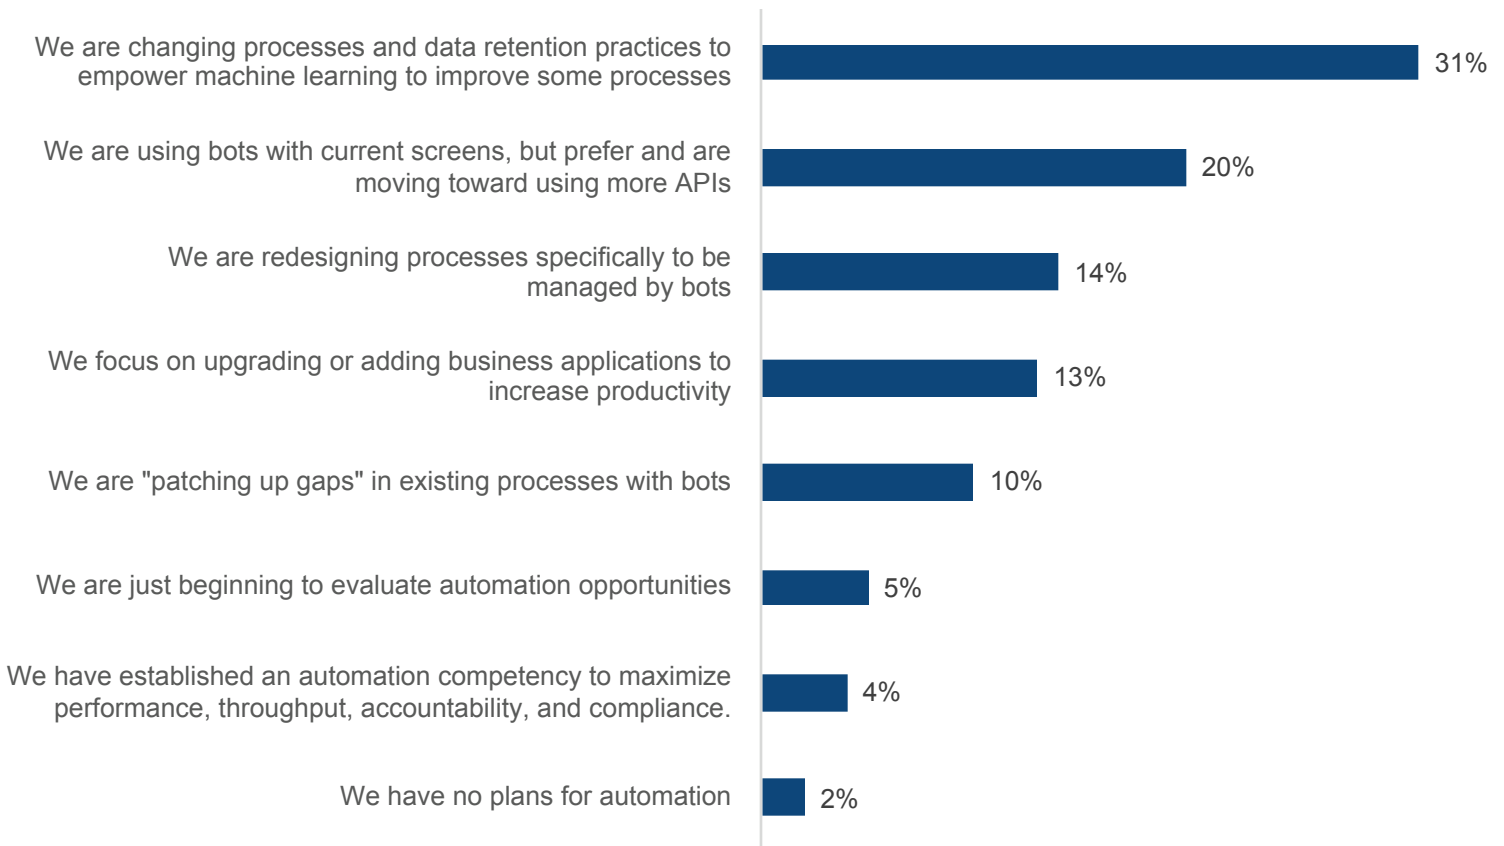 We are changing processes and data retention practices to
empower machine learning to improve some processes
31%
We are using bots with current screens, but prefer and are
moving toward using more APIs
20%
We are redesigning processes specifically to be
managed by bots
14%
We focus on upgrading or adding business applications to
increase productivity
13%
We are "patching up gaps" in existing processes with bots
10%
We are just beginning to evaluate automation opportunities
5%
We have established an automation competency to maximize
performance, throughput, accountability, and compliance.
4%
We have no plans for automation
2%